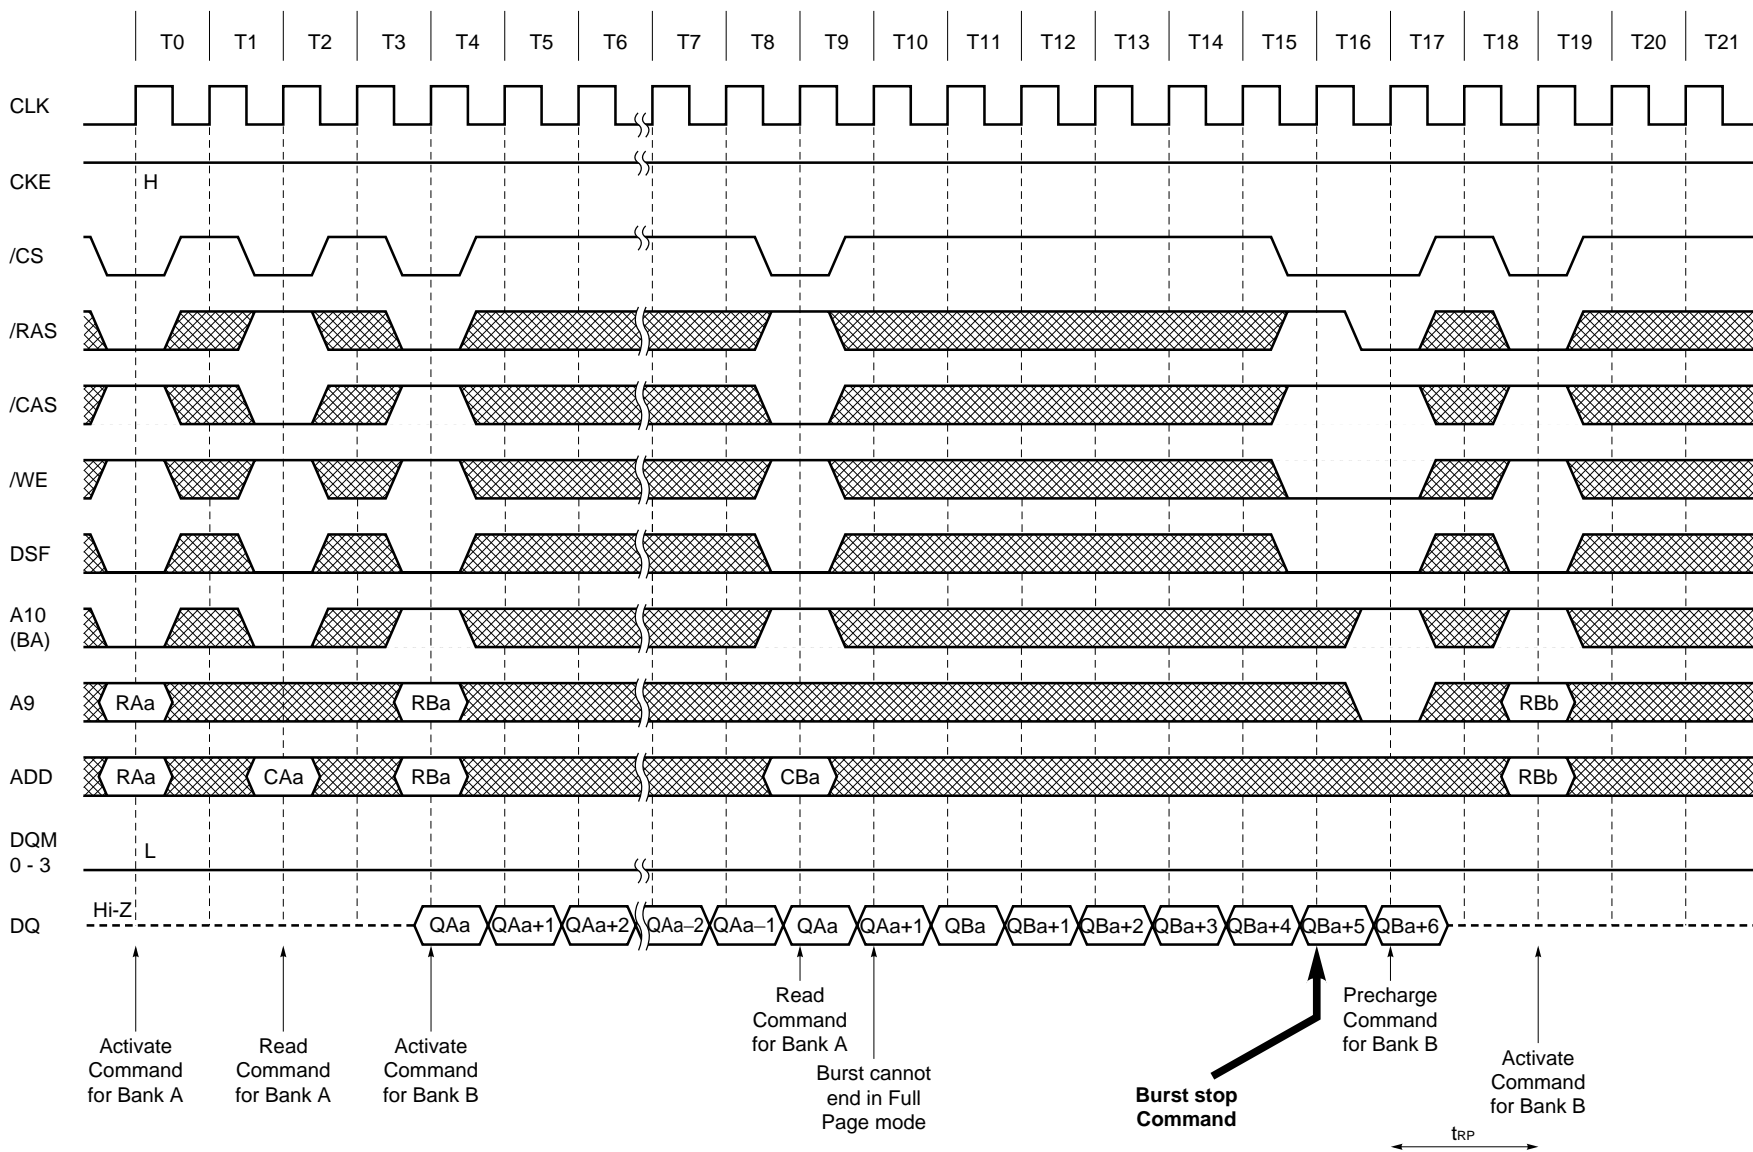 T0 T1 T2 T3 T4 T5 T6 T7 T8 T9 T10 T11 T12 T13 T14 T15 T16 T17 T18 T19 T20 T21
CLK
CKE H
/CS
/RAS
/CAS
/WE
DSF
A10
(BA)
A9 RAa RBa RBb
ADD RAa CAa RBa CBa RBb
DQM
0 - 3
L
DQ Hi-Z QAa QAa+1 QAa+2 QAa–2 QAa–1 QAa QAa+1 QBa QBa+1 QBa+2 QBa+3 QBa+4 QBa+5 QBa+6
Activate
Command
for Bank A
Read
Command
for Bank A
Activate
Command
for Bank B
Read
Command
for Bank A
Burst cannot
end in Full
Page mode
Burst stop
Command
Precharge
Command
for Bank B
Activate
Command
for Bank B
tRP